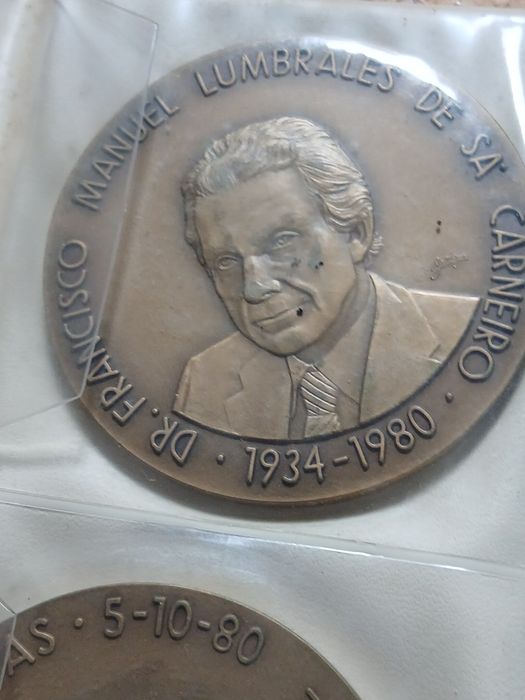 DR. FRANCISCO MANUEL LUMBRALES DE SÁ CARNEIRO · 1934-1980 ·
AS · 5-10-80